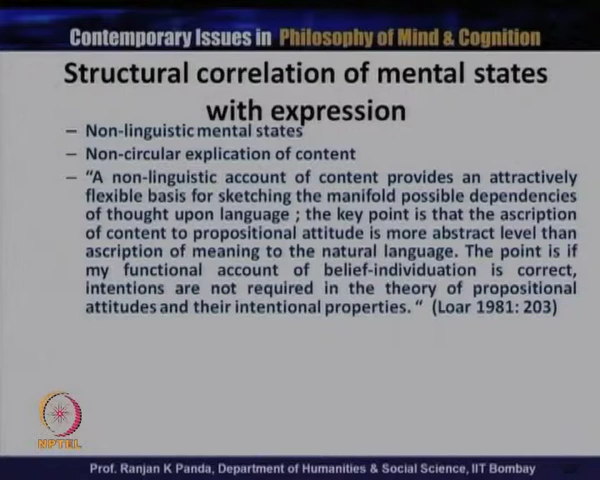 Contemporary Issues in Philosophy of Mind & Cognition
Structural correlation of mental states
with expression
– Non-linguistic mental states
– Non-circular explication of content
– “A non-linguistic account of content provides an attractively
flexible basis for sketching the manifold possible dependencies
of thought upon language ; the key point is that the ascription
of content to propositional attitude is more abstract level than
ascription of meaning to the natural language. The point is if
my functional account of belief-individuation is correct,
intentions are not required in the theory of propositional
attitudes and their intentional properties. “ (Loar 1981: 203)
NPTEL
Prof. Ranjan K Panda, Department of Humanities & Social Science, IIT Bombay